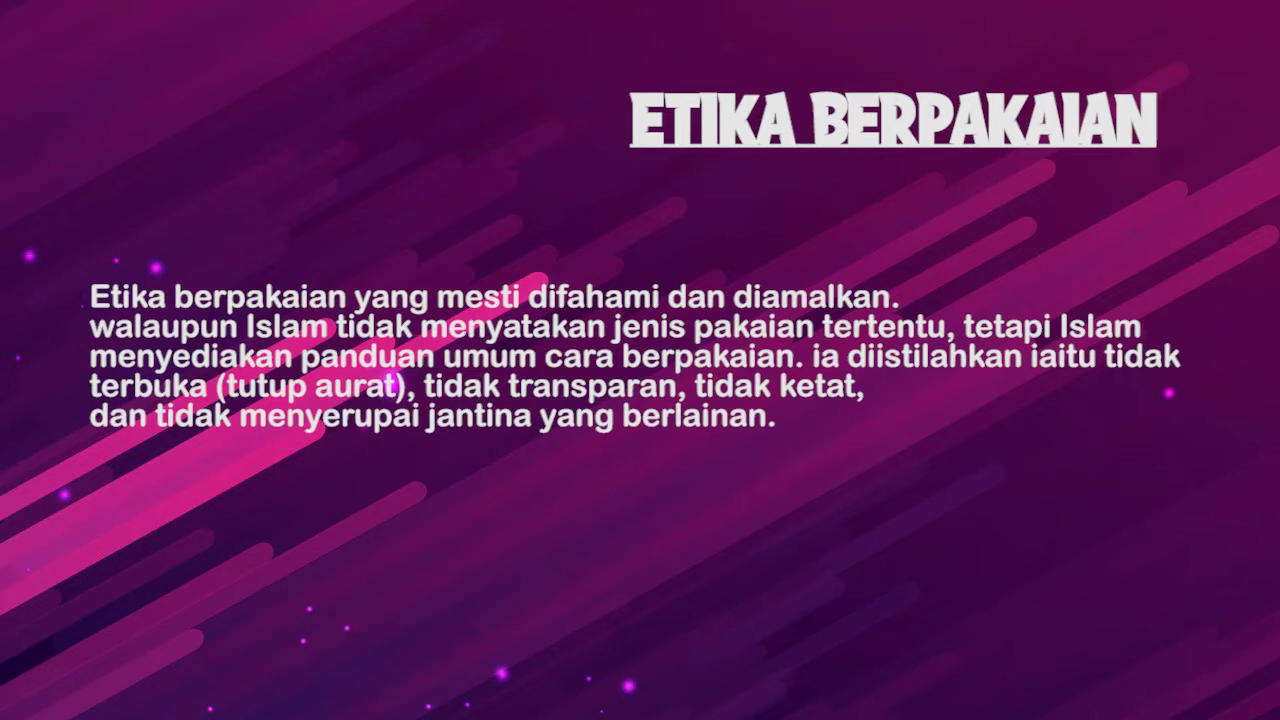 ETIKA BERPAKAIAN
Etika berpakaian yang mesti difahami dan diamalkan.
walaupun Islam tidak menyatakan jenis pakaian tertentu, tetapi Islam
menyediakan panduan umum cara berpakaian. ia diistilahkan iaitu tidak
terbuka (tutup aurat), tidak transparan, tidak ketat,
dan tidak menyerupai jantina yang berlainan.